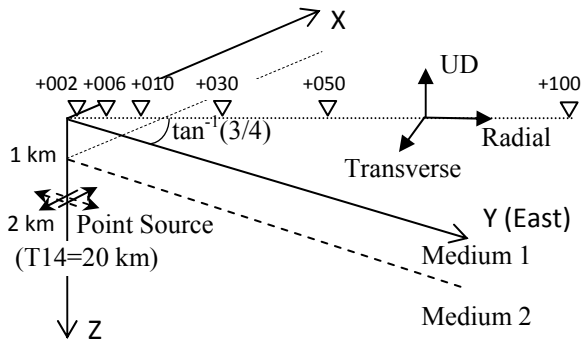 X
UD
+002 +006 +010 +030 +050 +100
tan⁻¹(3/4)
Radial
Transverse
1 km
2 km
Point Source
(T14=20 km)
Y (East)
Medium 1
Medium 2
Z